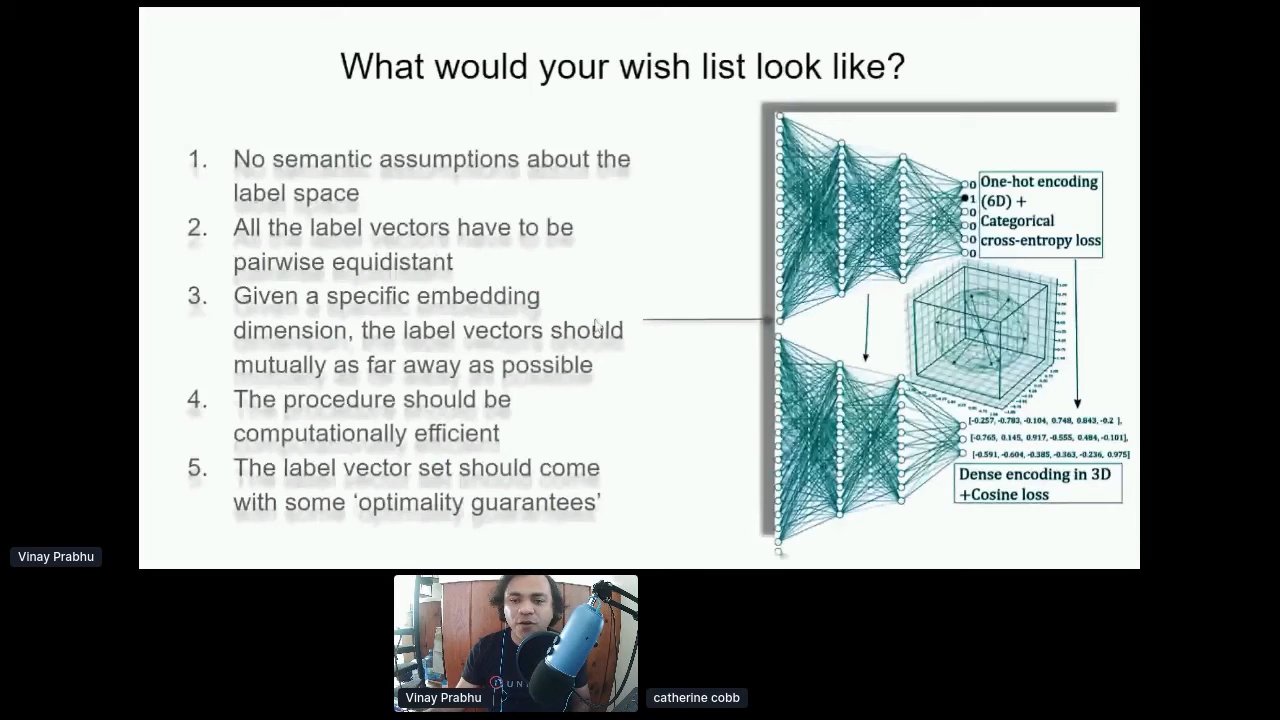 What would your wish list look like?
1. No semantic assumptions about the
label space
2. All the label vectors have to be
pairwise equidistant
3. Given a specific embedding
dimension, the label vectors should
mutually as far away as possible
4. The procedure should be
computationally efficient
5. The label vector set should come
with some ‘optimality guarantees’
0
1
0
0
0
0
One-hot encoding
(6D) +
Categorical
cross-entropy loss
[-0.257, -0.783, -0.104, 0.748, 0.843, -0.2 ],
[-0.765, 0.145, 0.917, -0.555, 0.484, -0.101],
[-0.591, -0.604, -0.385, -0.363, -0.236, 0.975]
Dense encoding in 3D
+Cosine loss
Vinay Prabhu
Vinay Prabhu
catherine cobb